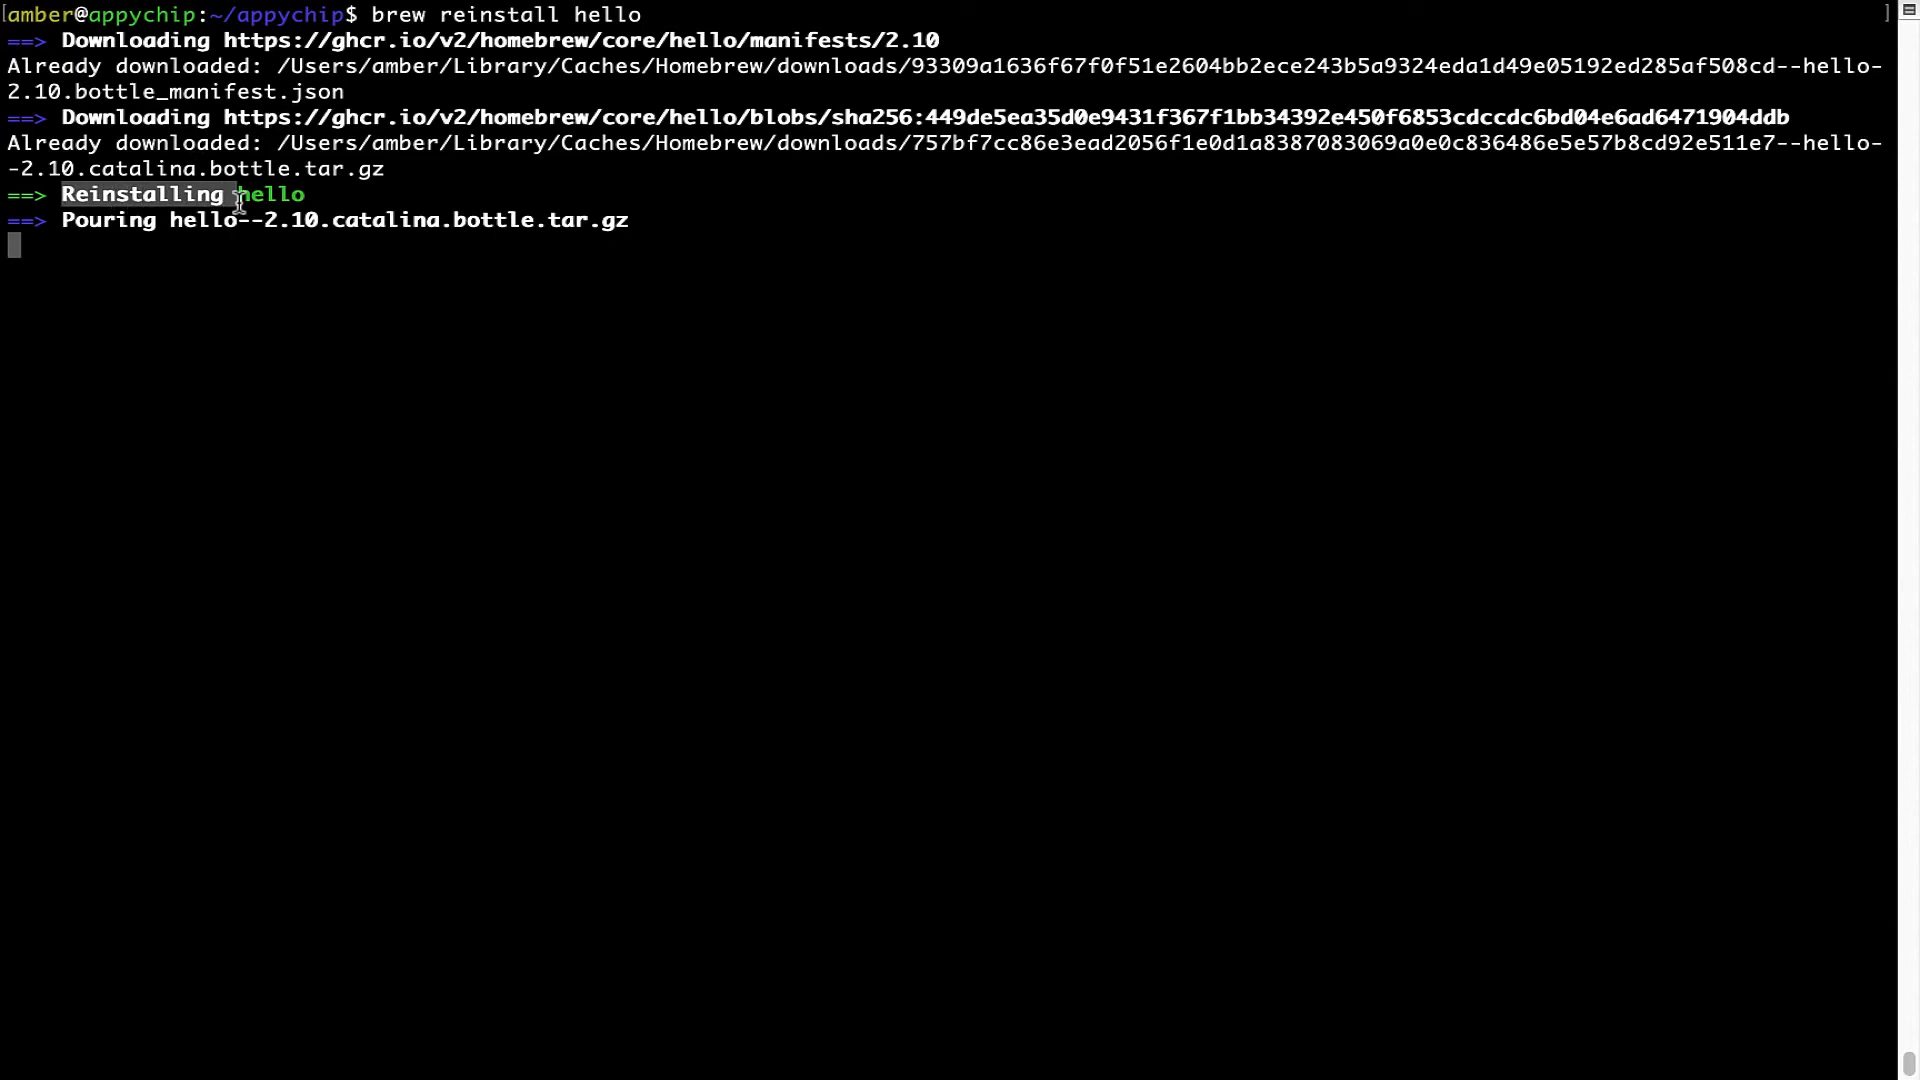 [amber@appychip:~/appychip$ brew reinstall hello ]
==> Downloading https://ghcr.io/v2/homebrew/core/hello/manifests/2.10
Already downloaded: /Users/amber/Library/Caches/Homebrew/downloads/93309a1636f67f0f51e2604bb2ece243b5a9324eda1d49e05192ed285af508cd--hello-
2.10.bottle_manifest.json
==> Downloading https://ghcr.io/v2/homebrew/core/hello/blobs/sha256:449de5ea35d0e9431f367f1bb34392e450f6853cdccdc6bd04e6ad6471904ddb
Already downloaded: /Users/amber/Library/Caches/Homebrew/downloads/757bf7cc86e3ead2056f1e0d1a8387083069a0e0c836486e5e57b8cd92e511e7--hello-
-2.10.catalina.bottle.tar.gz
==> Reinstalling hello
==> Pouring hello--2.10.catalina.bottle.tar.gz